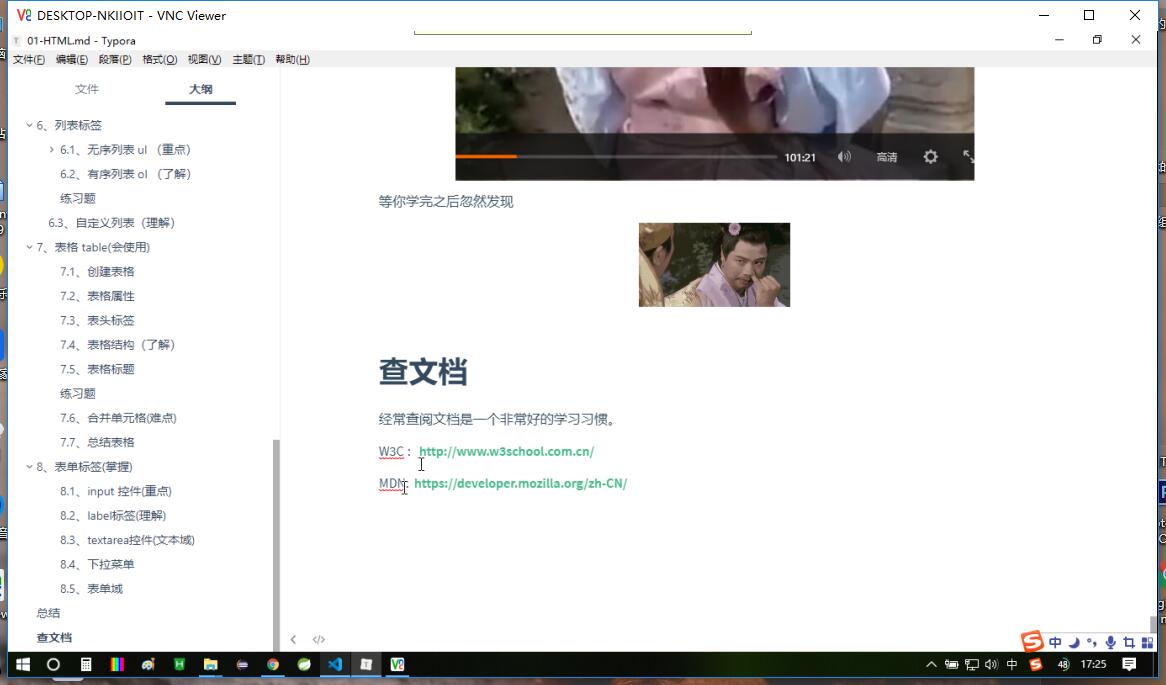 DESKTOP-NKIIOIT - VNC Viewer
01-HTML.md - Typora
文件(F) 编辑(E) 段落(P) 格式(O) 视图(V) 主题(T) 帮助(H)
文件 大纲
6、列表标签
6.1、无序列表 ul （重点）
6.2、有序列表 ol （了解）
练习题
6.3、自定义列表（理解）
7、表格 table(会使用)
7.1、创建表格
7.2、表格属性
7.3、表头标签
7.4、表格结构（了解）
7.5、表格标题
练习题
7.6、合并单元格(难点)
7.7、总结表格
8、表单标签(掌握)
8.1、input 控件(重点)
8.2、label标签(理解)
8.3、textarea控件(文本域)
8.4、下拉菜单
8.5、表单域
总结
查文档
101:21 高清
等你学完之后忽然发现
查文档
经常查阅文档是一个非常好的学习习惯。
W3C : http://www.w3school.com.cn/
MDN: https://developer.mozilla.org/zh-CN/
中
中 48 17:25